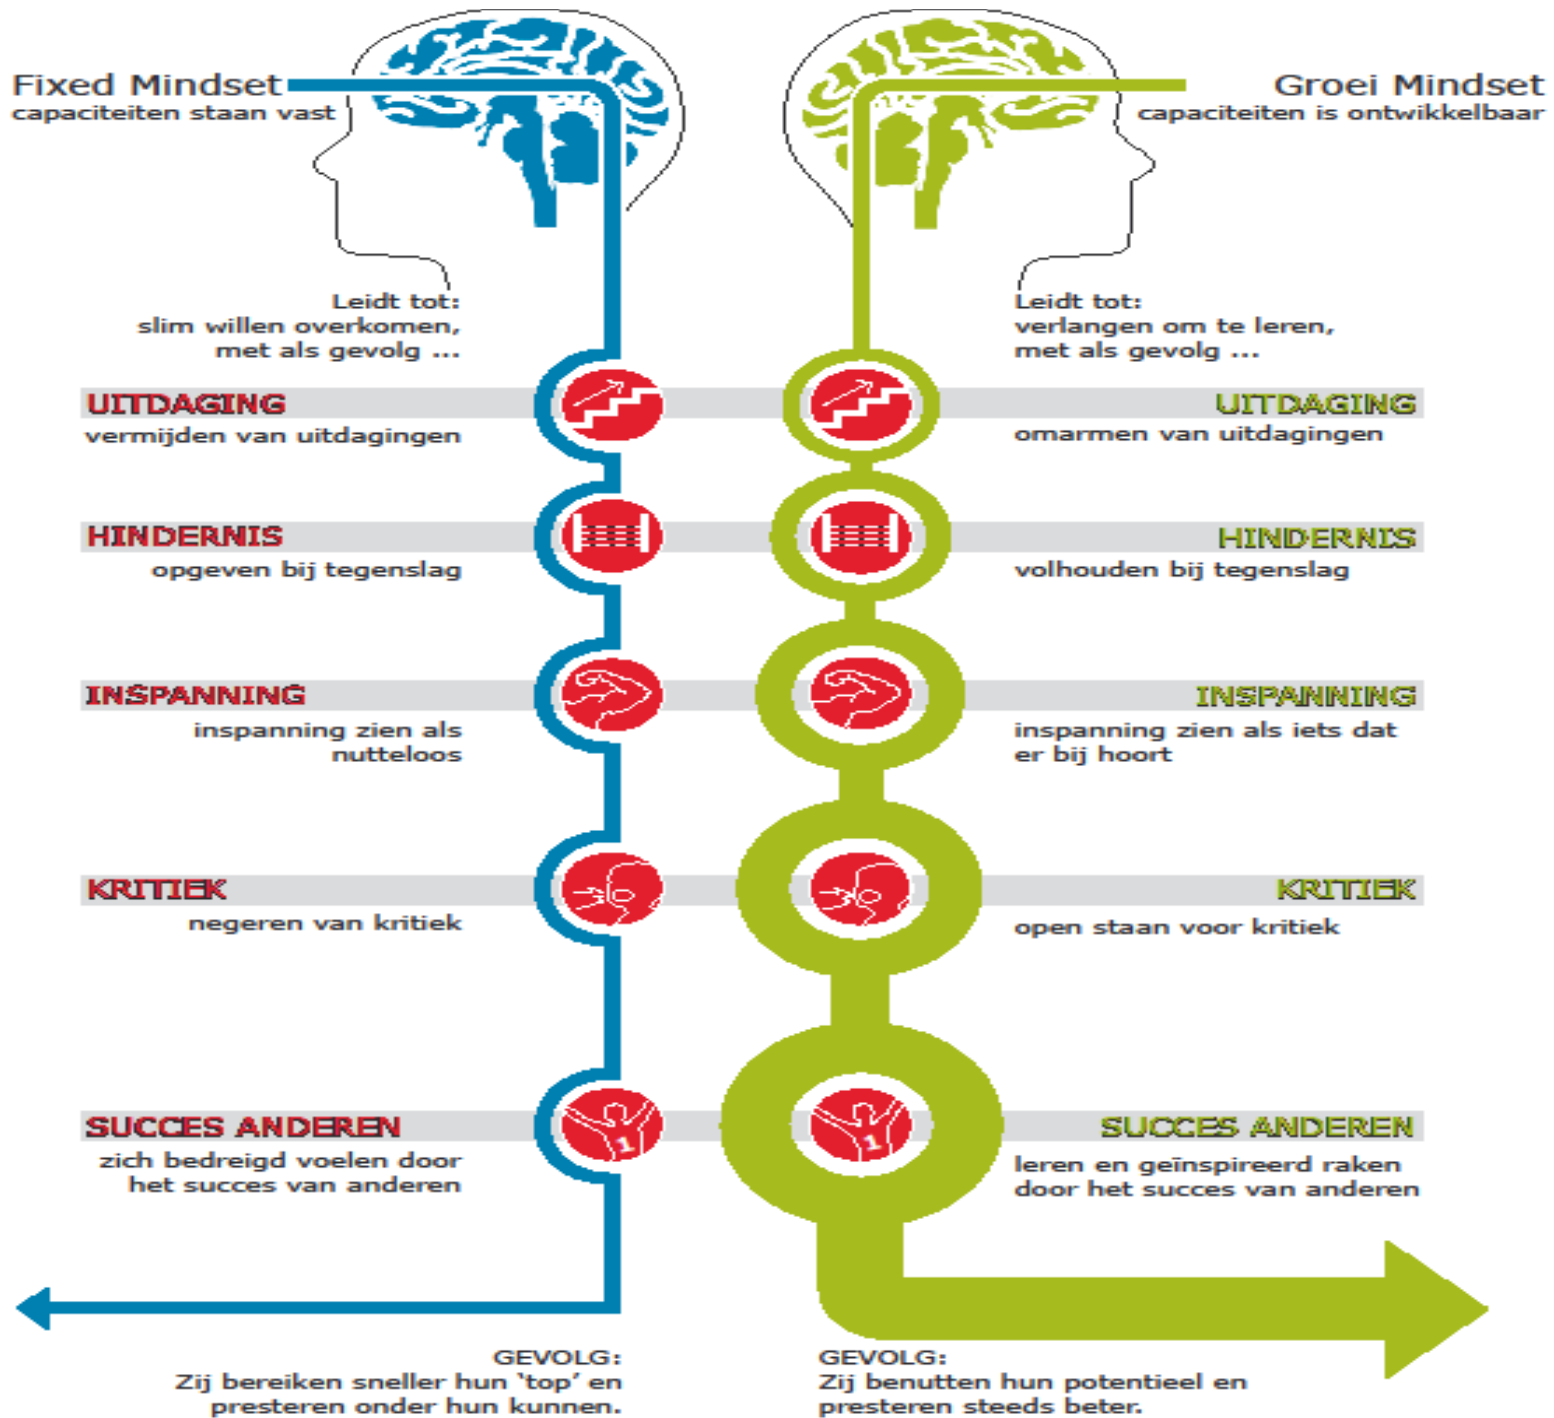 Fixed Mindset
capaciteiten staan vast
Groei Mindset
capaciteiten is ontwikkelbaar
Leidt tot:
slim willen overkomen,
met als gevolg ...
Leidt tot:
verlangen om te leren,
met als gevolg ...
UITDAGING
vermijden van uitdagingen
UITDAGING
omarmen van uitdagingen
HINDERNIS
opgeven bij tegenslag
HINDERNIS
volhouden bij tegenslag
INSPANNING
inspanning zien als
nutteloos
INSPANNING
inspanning zien als iets dat
er bij hoort
KRITIEK
negeren van kritiek
KRITIEK
open staan voor kritiek
SUCCES ANDEREN
zich bedreigd voelen door
het succes van anderen
1
1
SUCCES ANDEREN
leren en geïnspireerd raken
door het succes van anderen
GEVOLG:
Zij bereiken sneller hun ‘top’ en
presteren onder hun kunnen.
GEVOLG:
Zij benutten hun potentieel en
presteren steeds beter.